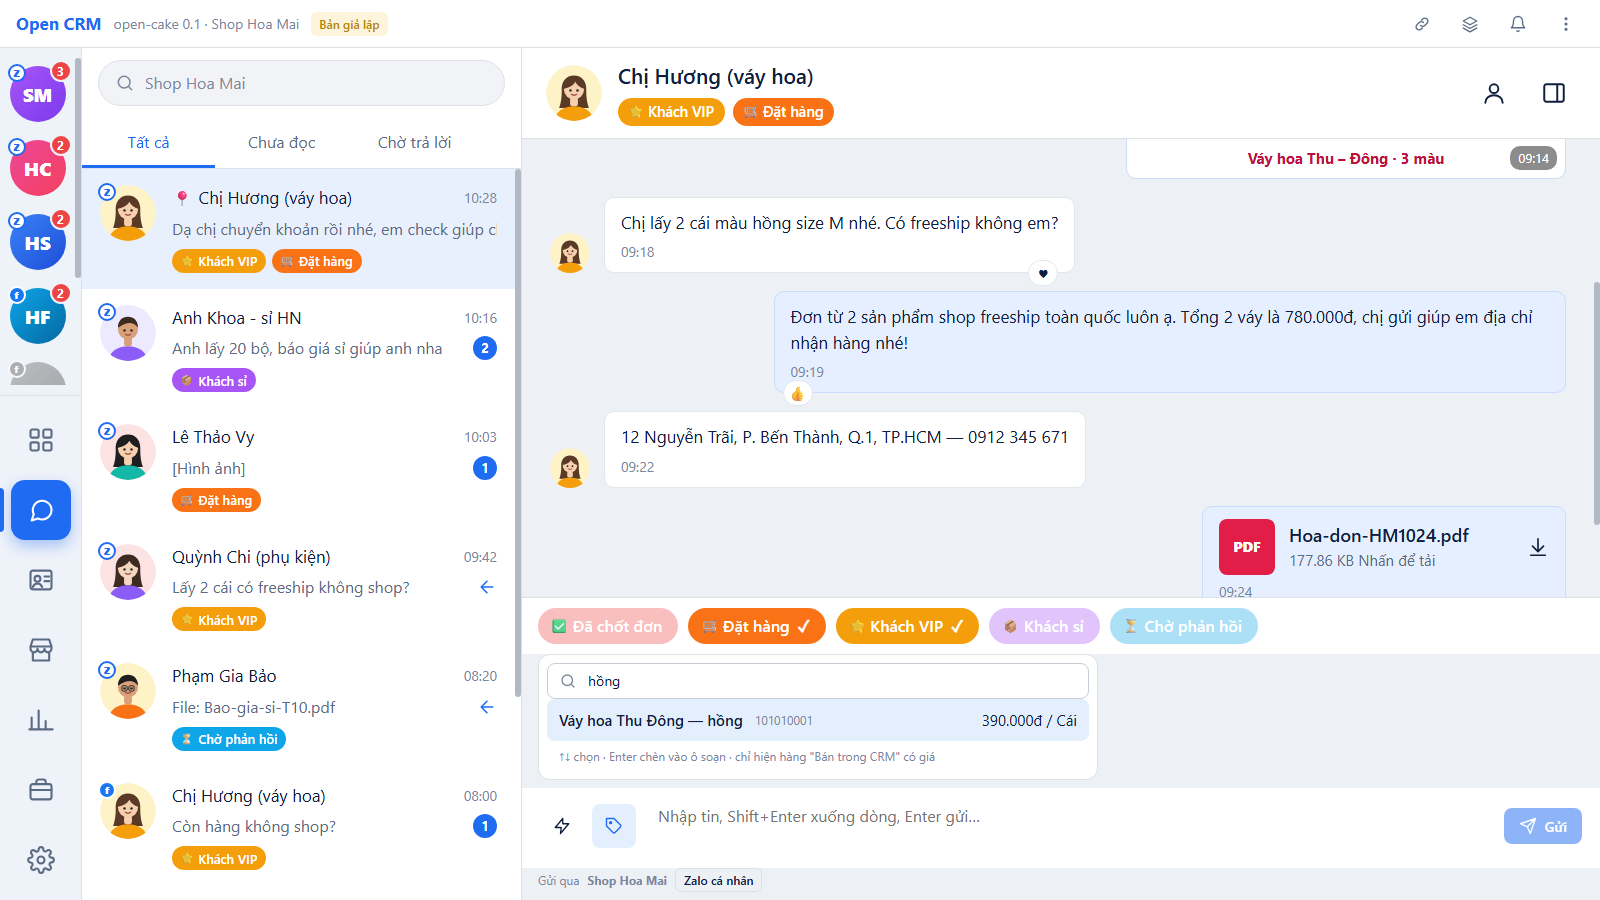 Open CRM open-cake 0.1 · Shop Hoa Mai Bản giả lập
z 3
SM
z 2
HC
z 2
HS
f 2
HF
f
Shop Hoa Mai
Tất cả Chưa đọc Chờ trả lời
z
📍 Chị Hương (váy hoa) 10:28
Dạ chị chuyển khoản rồi nhé, em check giúp c
⭐ Khách VIP 🛒 Đặt hàng
z
Anh Khoa - sỉ HN 10:16
Anh lấy 20 bộ, báo giá sỉ giúp anh nha 2
📦 Khách sỉ
z
Lê Thảo Vy 10:03
[Hình ảnh] 1
🛒 Đặt hàng
z
Quỳnh Chi (phụ kiện) 09:42
Lấy 2 cái có freeship không shop?
⭐ Khách VIP
z
Phạm Gia Bảo 08:20
File: Bao-gia-si-T10.pdf
⏳ Chờ phản hồi
f
Chị Hương (váy hoa) 08:00
Còn hàng không shop? 1
⭐ Khách VIP
Chị Hương (váy hoa)
⭐ Khách VIP 🛒 Đặt hàng
Váy hoa Thu – Đông · 3 màu 09:14
Chị lấy 2 cái màu hồng size M nhé. Có freeship không em?
09:18
Đơn từ 2 sản phẩm shop freeship toàn quốc luôn ạ. Tổng 2 váy là 780.000đ, chị gửi giúp em địa chỉ
nhận hàng nhé!
09:19
12 Nguyễn Trãi, P. Bến Thành, Q.1, TP.HCM — 0912 345 671
09:22
PDF
Hoa-don-HM1024.pdf
177.86 KB Nhấn để tải
09:24
✅ Đã chốt đơn 🛒 Đặt hàng ✓ ⭐ Khách VIP ✓ 📦 Khách sỉ ⏳ Chờ phản hồi
hồng
Váy hoa Thu Đông — hồng 101010001 390.000đ / Cái
↑↓ chọn · Enter chèn vào ô soạn · chỉ hiện hàng "Bán trong CRM" có giá
Nhập tin, Shift+Enter xuống dòng, Enter gửi...
Gửi
Gửi qua Shop Hoa Mai Zalo cá nhân